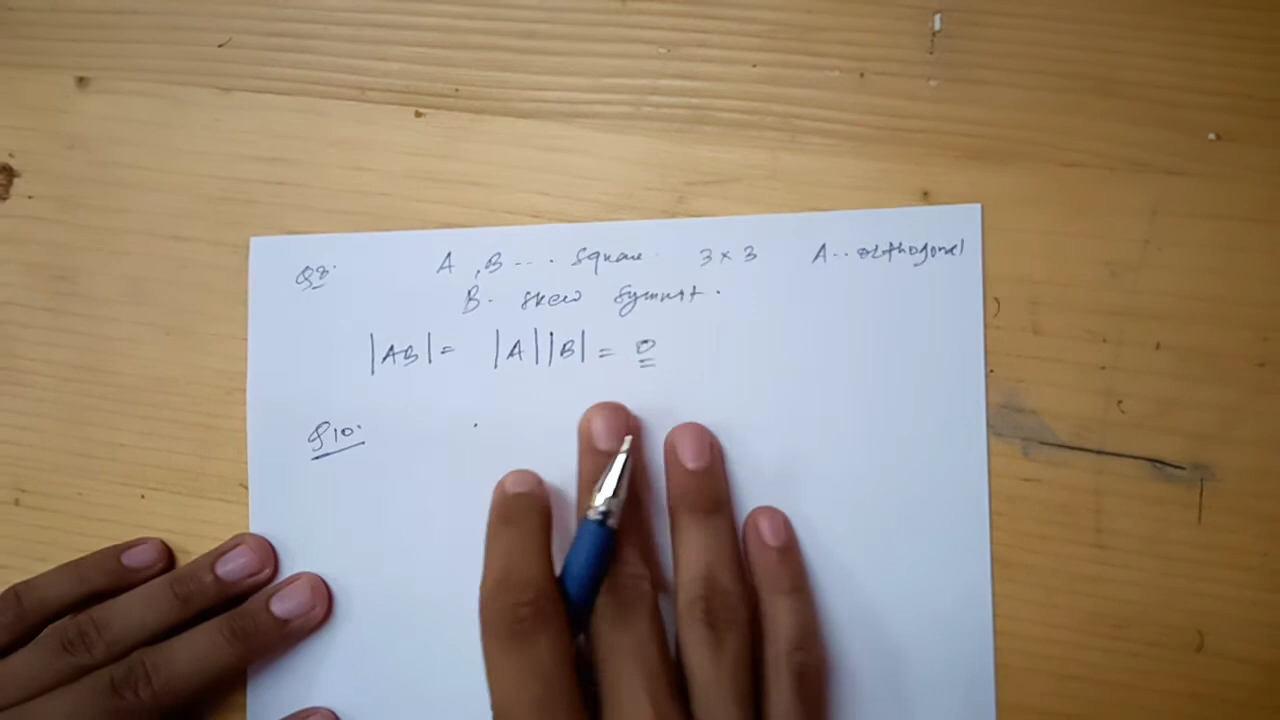 Q8. A, B ... Square 3 × 3 A.. orthogonal
B. skew symmet.
|AB| = |A||B| = 0
Q10.